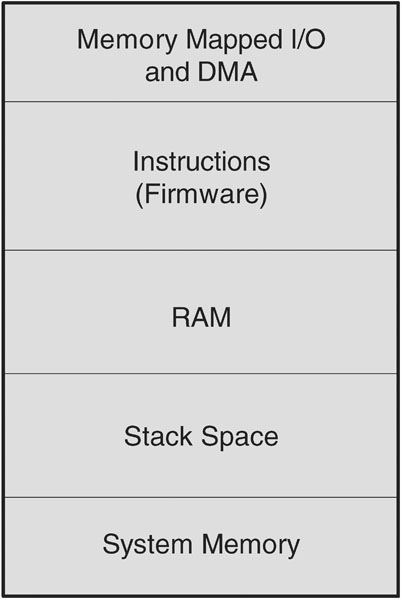 Memory Mapped I/O
and DMA
Instructions
(Firmware)
RAM
Stack Space
System Memory